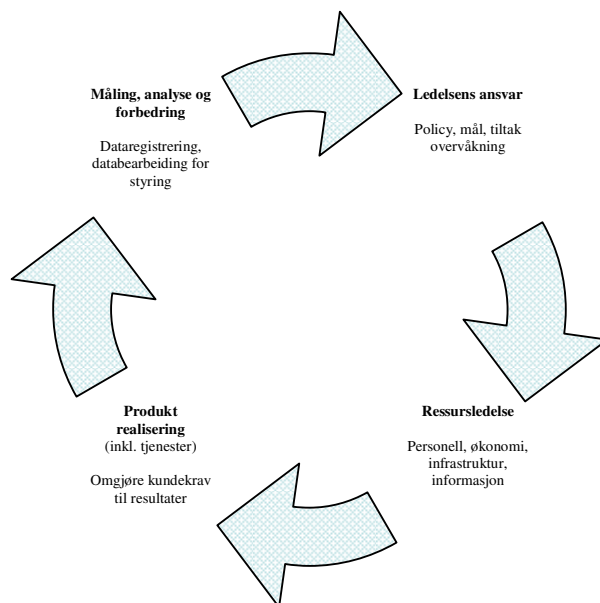 Måling, analyse og
forbedring
Dataregistrering,
databearbeiding for
styring
Ledelsens ansvar
Policy, mål, tiltak
overvåkning
Ressursledelse
Personell, økonomi,
infrastruktur,
informasjon
Produkt
realisering
(inkl. tjenester)
Omgjøre kundekrav
til resultater